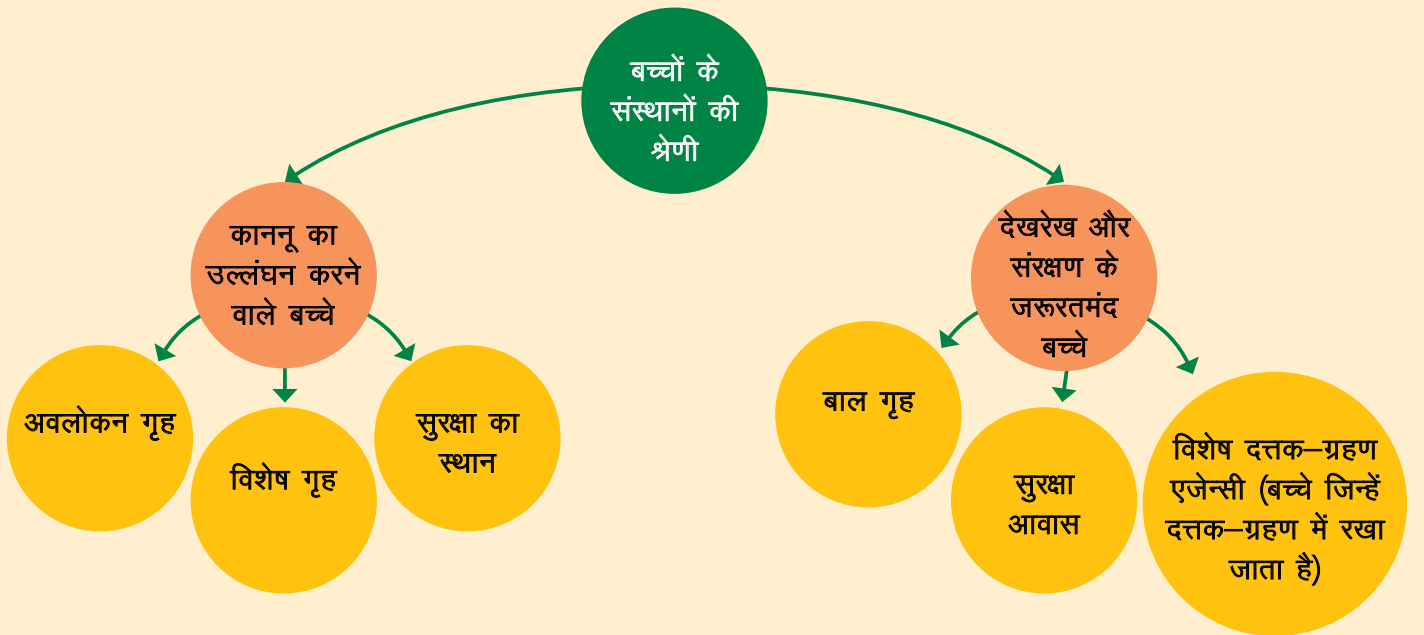 बच्चों के
संस्थानों की
श्रेणी
काननू का
उल्लंघन करने
वाले बच्चे
देखरेख और
संरक्षण के
जरूरतमंद
बच्चे
अवलोकन गृह
विशेष गृह
सुरक्षा का
स्थान
बाल गृह
सुरक्षा
आवास
विशेष दत्तक–ग्रहण
एजेन्सी (बच्चे जिन्हें
दत्तक–ग्रहण में रखा
जाता है)